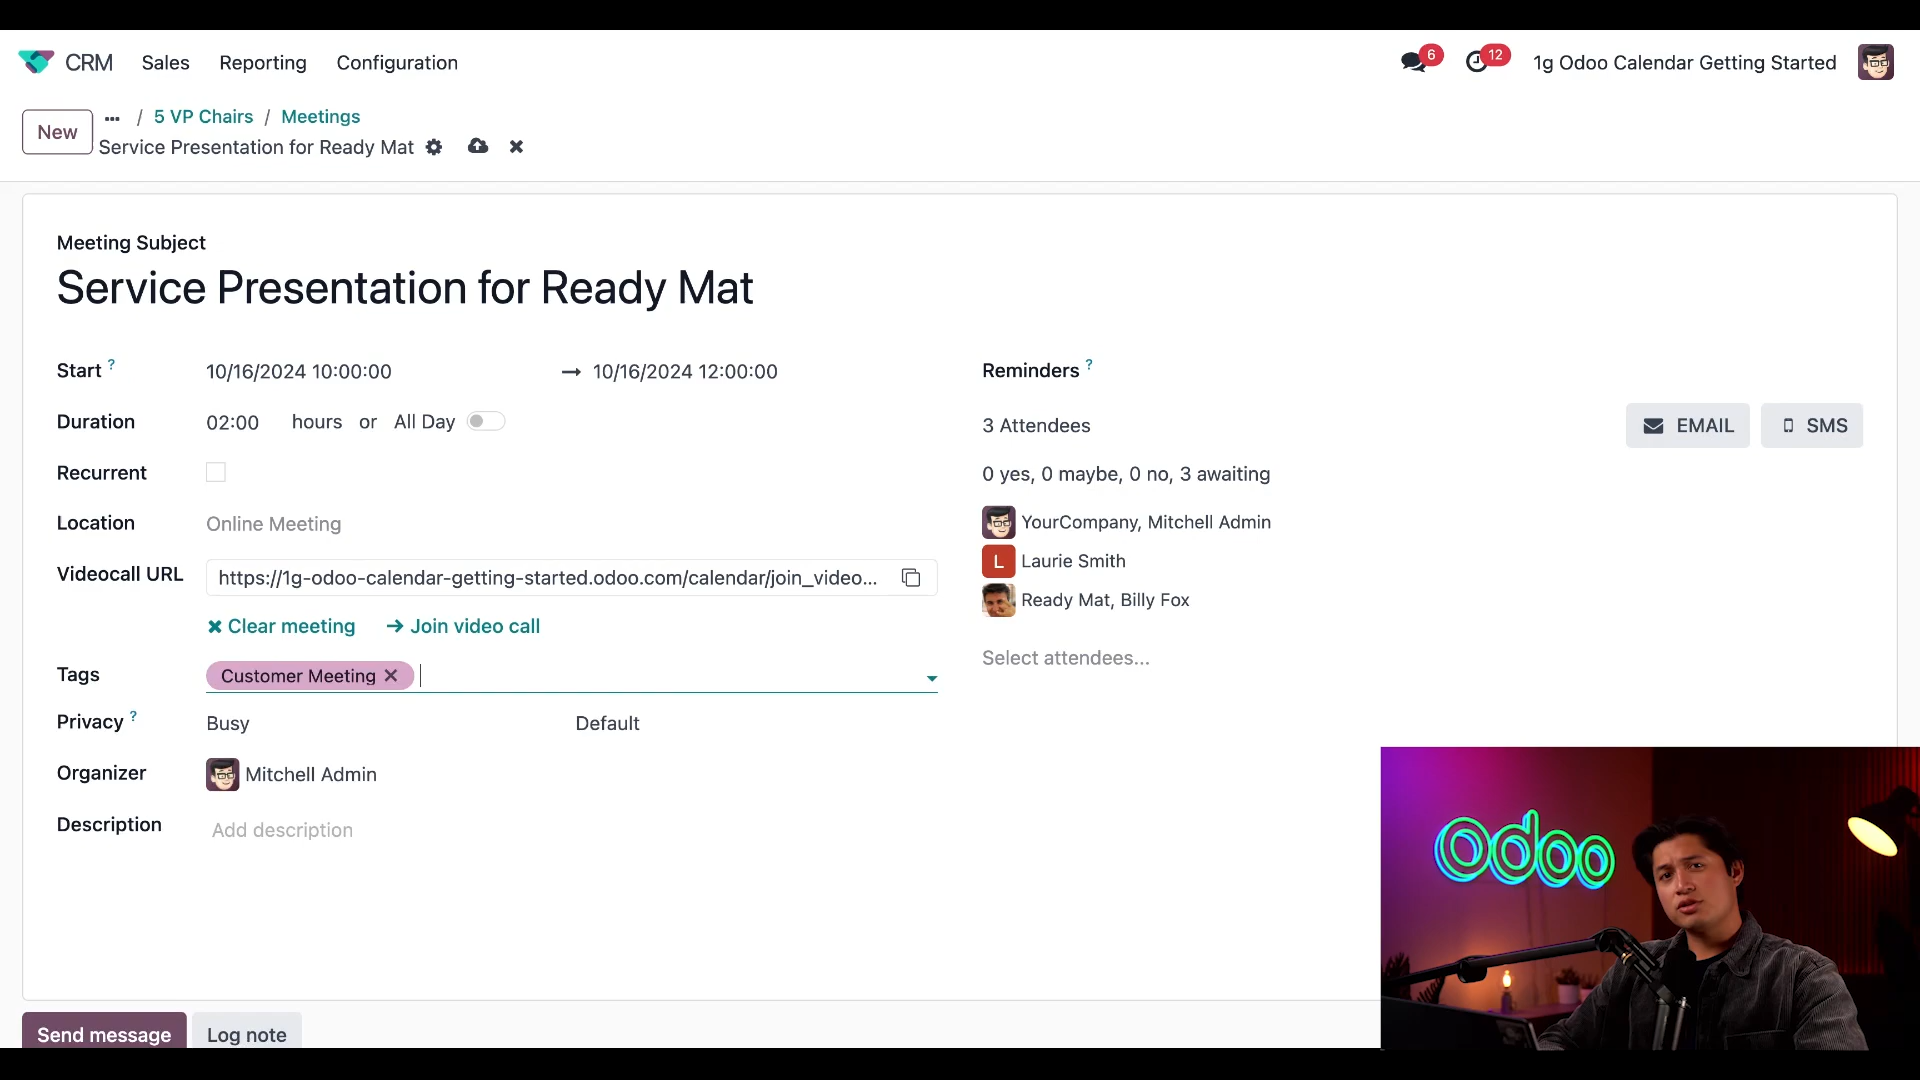 CRM Sales Reporting Configuration 6 12 1g Odoo Calendar Getting Started
New ... / 5 VP Chairs / Meetings
Service Presentation for Ready Mat
Meeting Subject
Service Presentation for Ready Mat
Start ? 10/16/2024 10:00:00 → 10/16/2024 12:00:00
Duration 02:00 hours or All Day
Recurrent
Location Online Meeting
Videocall URL https://1g-odoo-calendar-getting-started.odoo.com/calendar/join_video...
Clear meeting → Join video call
Tags Customer Meeting
Privacy ? Busy Default
Organizer Mitchell Admin
Description Add description
Reminders ?
3 Attendees EMAIL SMS
0 yes, 0 maybe, 0 no, 3 awaiting
YourCompany, Mitchell Admin
L Laurie Smith
Ready Mat, Billy Fox
Select attendees...
odoo
Send message Log note